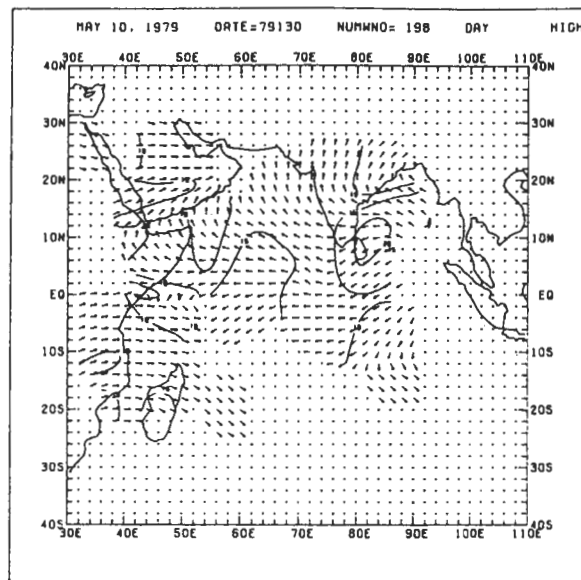 MAY 10, 1979 DATE=79130 NUMWNO= 198 DAY HIGH
30E 40E 50E 60E 70E 80E 90E 100E 110E
40N 40N
30N 30N
20N 20N
10N 10N
EQ EQ
10S 10S
20S 20S
30S 30S
40S 40S
30E 40E 50E 60E 70E 80E 90E 100E 110E